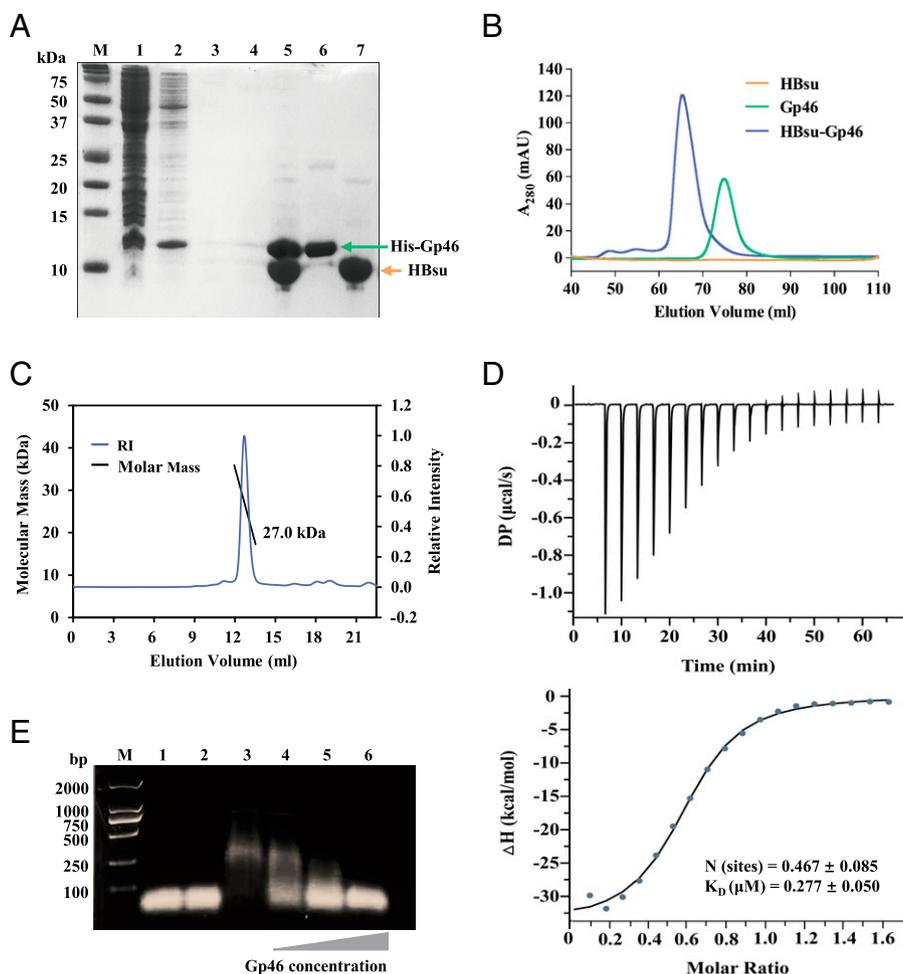 A
kDa M 1 2 3 4 5 6 7
75
50
37
25
20
15
10
His-Gp46
HBsu
B
140
120
100
80
60
40
20
0
A280 (mAU)
HBsu
Gp46
HBsu-Gp46
40 50 60 70 80 90 100 110
Elution Volume (ml)
C
50
40
30
20
10
0
Molecular Mass (kDa)
RI
Molar Mass
27.0 kDa
1.2
1.0
0.8
0.6
0.4
0.2
0.0
-0.2
Relative Intensity
0 3 6 9 12 15 18 21
Elution Volume (ml)
D
0
-0.2
-0.4
-0.6
-0.8
-1.0
DP (µcal/s)
0 10 20 30 40 50 60
Time (min)
0
-5
-10
-15
-20
-25
-30
ΔH (kcal/mol)
N (sites) = 0.467 ± 0.085
KD (µM) = 0.277 ± 0.050
0 0.2 0.4 0.6 0.8 1.0 1.2 1.4 1.6
Molar Ratio
E
bp M 1 2 3 4 5 6
2000
1000
750
500
250
100
Gp46 concentration